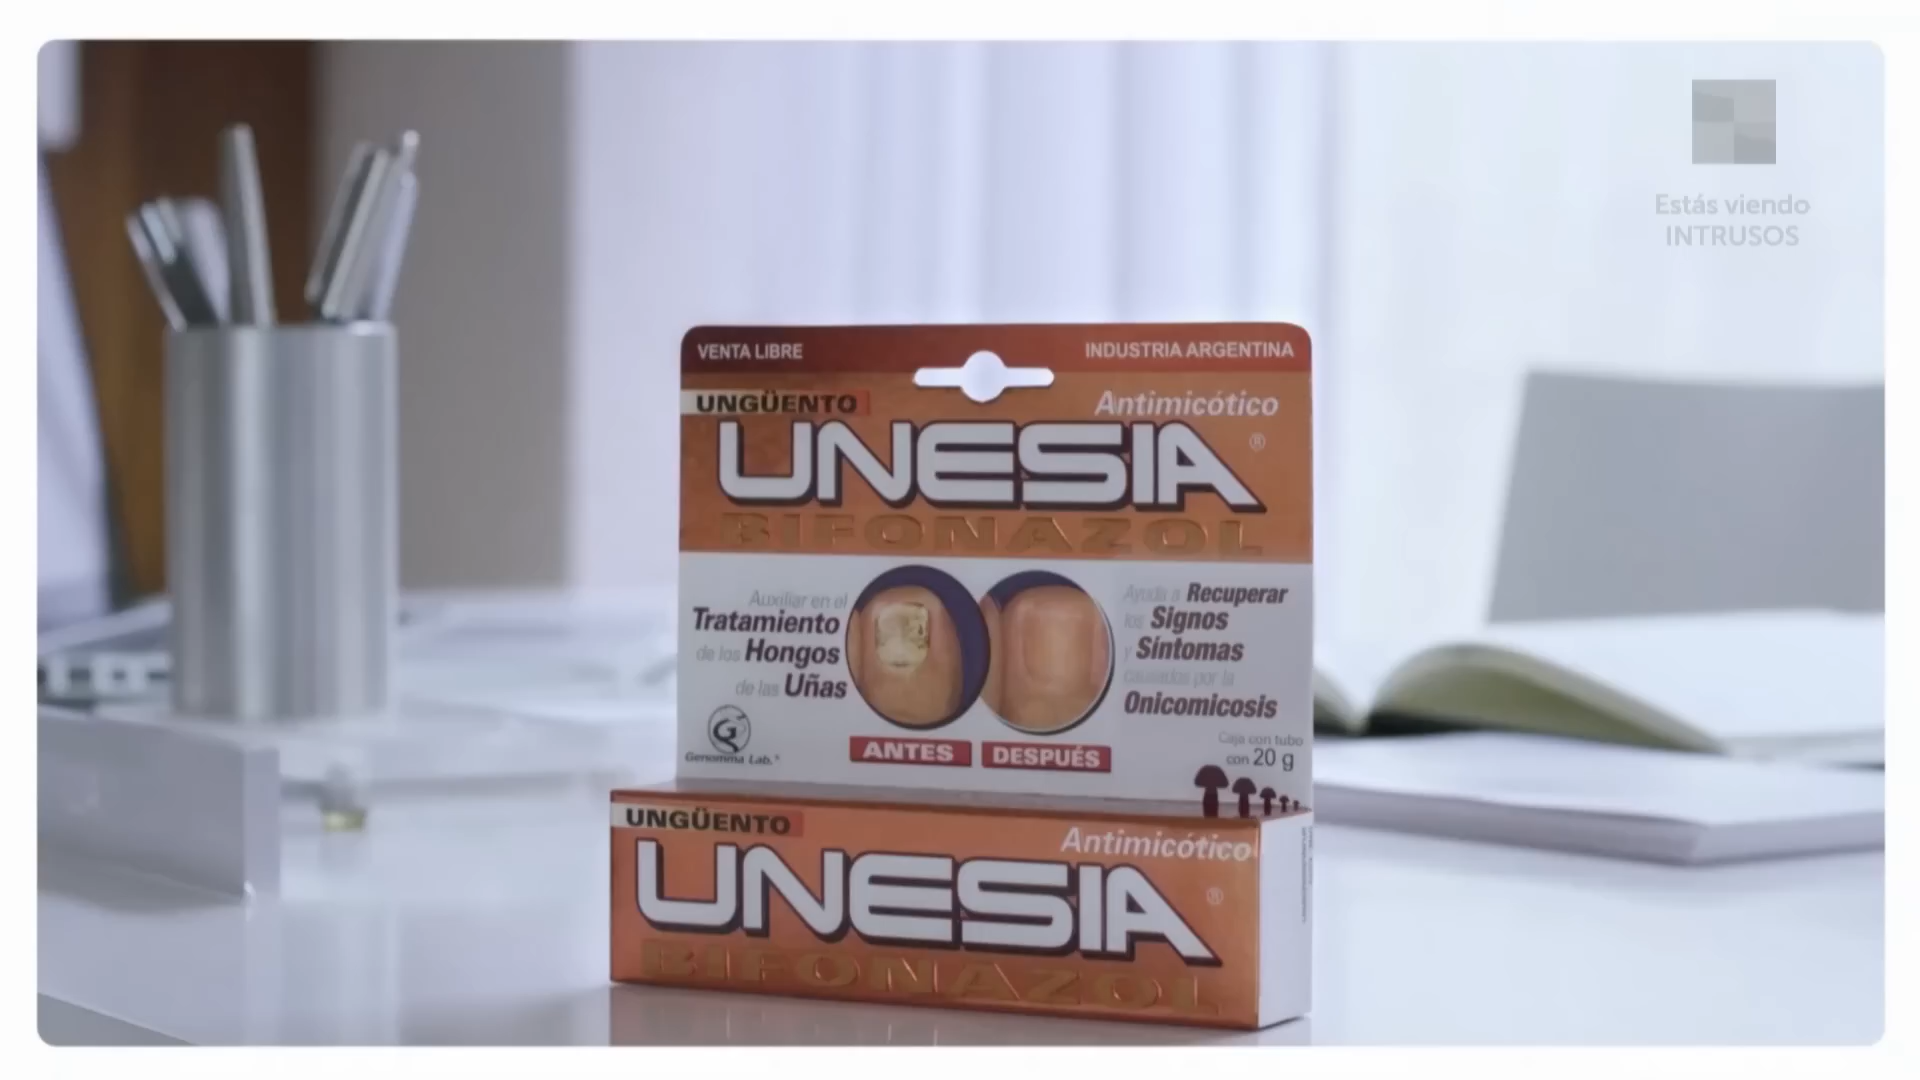 Estás viendo
INTRUSOS
VENTA LIBRE
INDUSTRIA ARGENTINA
UNGÜENTO
Antimicótico
UNESIA®
BIFONAZOL
Auxiliar en el
Tratamiento
de los Hongos
de las Uñas
Ayuda a Recuperar
los Signos
y Síntomas
causados por la
Onicomicosis
ANTES
DESPUÉS
G
Genomma Lab.®
Caja con tubo
con 20 g
UNGÜENTO
Antimicótico
UNESIA®
BIFONAZOL